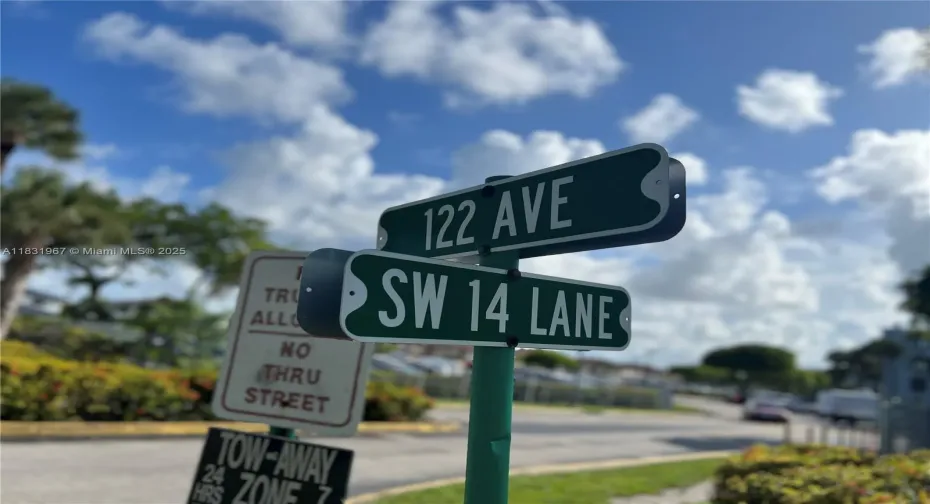 A11831967 © Miami MLS® 2025
122 AVE
SW 14 LANE
NO
THRU
STREET
TOW-AWAY
24 ZONE
HRS